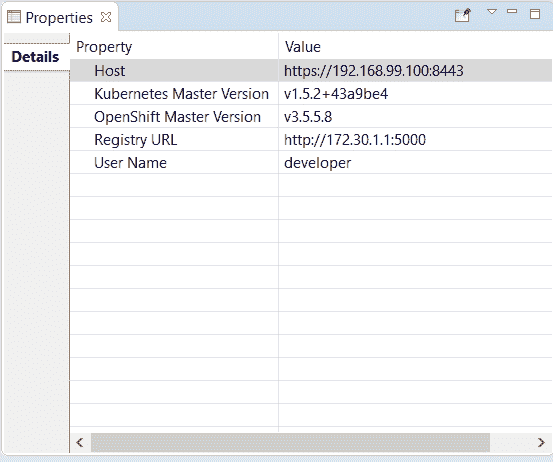 Properties
Details
Property Value
Host https://192.168.99.100:8443
Kubernetes Master Version v1.5.2+43a9be4
OpenShift Master Version v3.5.5.8
Registry URL http://172.30.1.1:5000
User Name developer